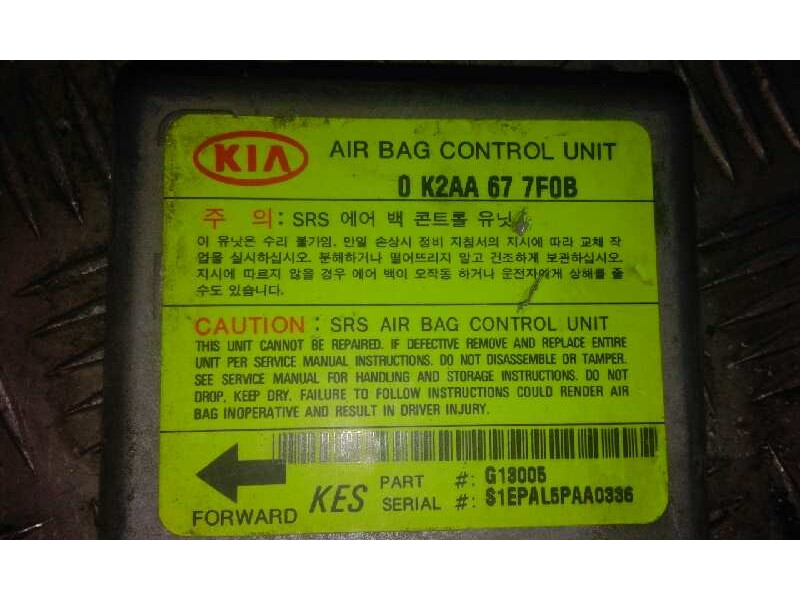 KIA AIR BAG CONTROL UNIT
0 K2AA 67 7F0B
주 의 : SRS 에어 백 콘트롤 유닛
이 유닛은 수리 불가임. 만일 손상시 정비 지침서의 지시에 따라 교체 작
업을 실시하십시오. 분해하거나 떨어뜨리지 말고 건조하게 보관하십시오.
지시에 따르지 않을 경우 에어 백이 오작동 하거나 운전자에게 상해를 줄
수도 있습니다.
CAUTION : SRS AIR BAG CONTROL UNIT
THIS UNIT CANNOT BE REPAIRED. IF DEFECTIVE REMOVE AND REPLACE ENTIRE
UNIT PER SERVICE MANUAL INSTRUCTIONS. DO NOT DISASSEMBLE OR TAMPER.
SEE SERVICE MANUAL FOR HANDLING AND STORAGE INSTRUCTIONS. DO NOT
DROP, KEEP DRY. FAILURE TO FOLLOW INSTRUCTIONS COULD RENDER AIR
BAG INOPERATIVE AND RESULT IN DRIVER INJURY.
FORWARD
KES
PART #: G13005
SERIAL #: S1EPAL5PAA0336